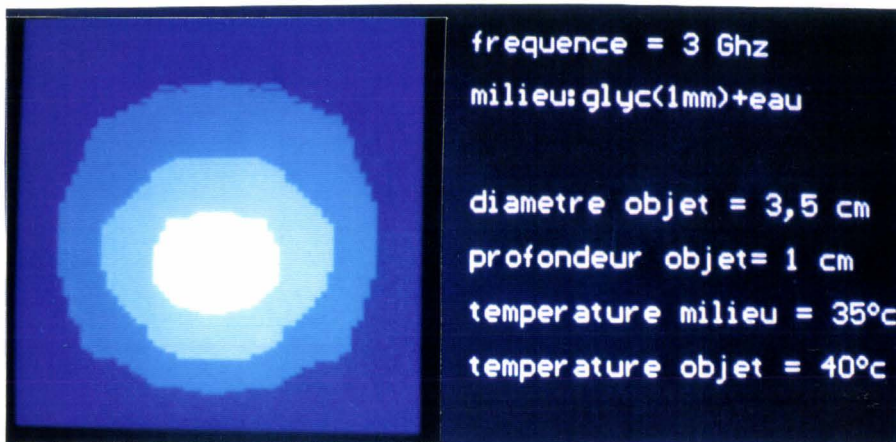 frequence = 3 Ghz
milieu:glyc(1mm)+eau
diametre objet = 3,5 cm
profondeur objet= 1 cm
temperature milieu = 35°c
temperature objet = 40°c